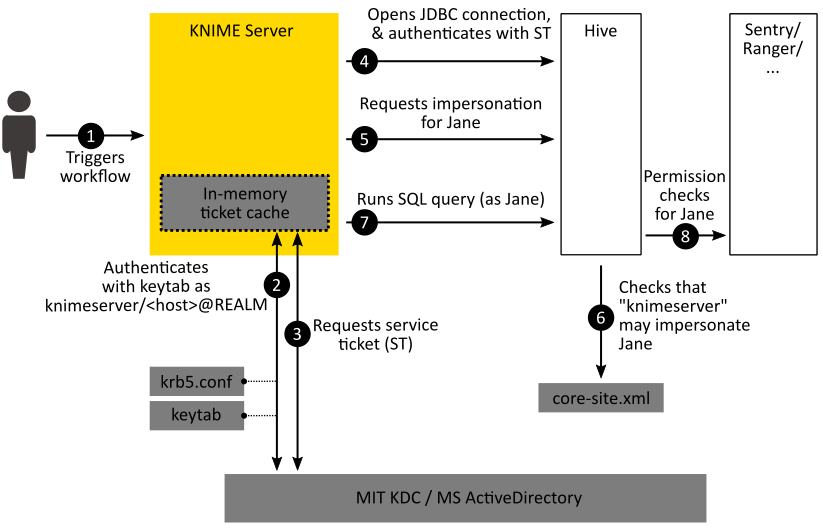 KNIME Server
Opens JDBC connection,
& authenticates with ST
4
Hive
Sentry/
Ranger/
...
1
Triggers
workflow
Requests impersonation
for Jane
5
In-memory
ticket cache
Runs SQL query (as Jane)
7
Permission
checks
for Jane
8
Authenticates
with keytab as
knimeserver/<host>@REALM
2
3
Requests service
ticket (ST)
6
Checks that
"knimeserver"
may impersonate
Jane
krb5.conf
keytab
core-site.xml
MIT KDC / MS ActiveDirectory